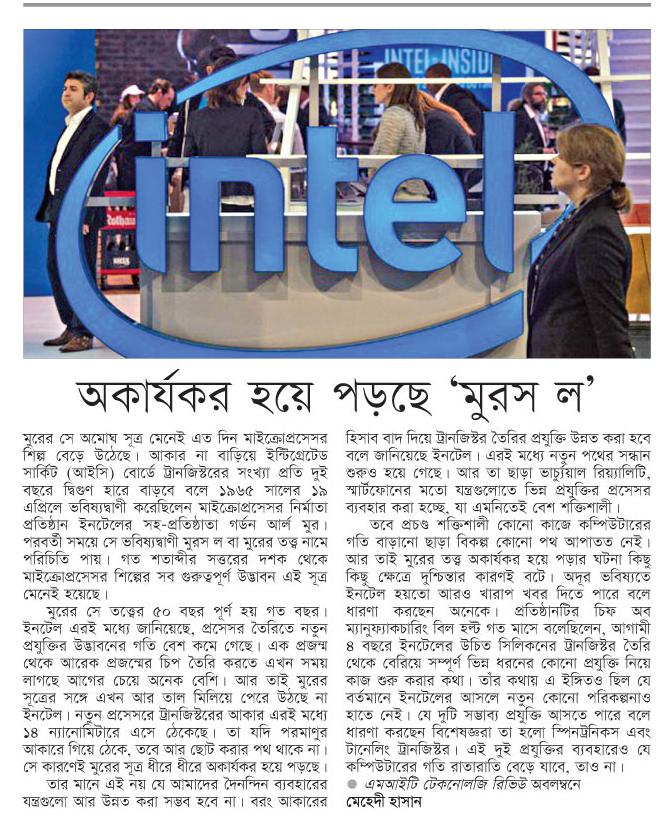 INTEL INSIDE
intel
Rothaus
অকার্যকর হয়ে পড়ছে ‘মুরস ল’
মুরের সে অমোঘ সূত্র মেনেই এত দিন মাইক্রোপ্রসেসর
শিল্প বেড়ে উঠেছে। আকার না বাড়িয়ে ইন্টিগ্রেটেড
সার্কিট (আইসি) বোর্ডে ট্রানজিস্টরের সংখ্যা প্রতি দুই
বছরে দ্বিগুণ হারে বাড়বে বলে ১৯৬৫ সালের ১৯
এপ্রিলে ভবিষ্যদ্বাণী করেছিলেন মাইক্রোপ্রসেসর নির্মাতা
প্রতিষ্ঠান ইনটেলের সহ-প্রতিষ্ঠাতা গর্ডন আর্ল মুর।
পরবর্তী সময়ে সে ভবিষ্যদ্বাণী মুরস ল বা মুরের তত্ত্ব নামে
পরিচিতি পায়। গত শতাব্দীর সত্তরের দশক থেকে
মাইক্রোপ্রসেসর শিল্পের সব গুরুত্বপূর্ণ উদ্ভাবন এই সূত্র
মেনেই হয়েছে।
মুরের সে তত্ত্বের ৫০ বছর পূর্ণ হয় গত বছর।
ইনটেল এরই মধ্যে জানিয়েছে, প্রসেসর তৈরিতে নতুন
প্রযুক্তির উদ্ভাবনের গতি বেশ কমে গেছে। এক প্রজন্ম
থেকে আরেক প্রজন্মের চিপ তৈরি করতে এখন সময়
লাগছে আগের চেয়ে অনেক বেশি। আর তাই মুরের
সূত্রের সঙ্গে এখন আর তাল মিলিয়ে পেরে উঠছে না
ইনটেল। নতুন প্রসেসরে ট্রানজিস্টরের আকার এরই মধ্যে
১৪ ন্যানোমিটারে এসে ঠেকেছে। তা যদি পরমাণুর
আকারে গিয়ে ঠেকে, তবে আর ছোট করার পথ থাকে না।
সে কারণেই মুরের সূত্র ধীরে ধীরে অকার্যকর হয়ে পড়ছে।
তার মানে এই নয় যে আমাদের দৈনন্দিন ব্যবহারের
যন্ত্রগুলো আর উন্নত করা সম্ভব হবে না। বরং আকারের
হিসাব বাদ দিয়ে ট্রানজিস্টর তৈরির প্রযুক্তি উন্নত করা হবে
বলে জানিয়েছে ইনটেল। এরই মধ্যে নতুন পথের সন্ধান
শুরুও হয়ে গেছে। আর তা ছাড়া ভার্চ্যুয়াল রিয়্যালিটি,
স্মার্টফোনের মতো যন্ত্রগুলোতে ভিন্ন প্রযুক্তির প্রসেসর
ব্যবহার করা হচ্ছে, যা এমনিতেই বেশ শক্তিশালী।
তবে প্রচণ্ড শক্তিশালী কোনো কাজে কম্পিউটারের
গতি বাড়ানো ছাড়া বিকল্প কোনো পথ আপাতত নেই।
আর তাই মুরের তত্ত্ব অকার্যকর হয়ে পড়ার ঘটনা কিছু
কিছু ক্ষেত্রে দুশ্চিন্তার কারণই বটে। অদূর ভবিষ্যতে
ইনটেল হয়তো আরও খারাপ খবর দিতে পারে বলে
ধারণা করছেন অনেকে। প্রতিষ্ঠানটির চিফ অব
ম্যানুফ্যাকচারিং বিল হল্ট গত মাসে বলেছিলেন, আগামী
৪ বছরে ইনটেলের উচিত সিলিকনের ট্রানজিস্টর তৈরি
থেকে বেরিয়ে সম্পূর্ণ ভিন্ন ধরনের কোনো প্রযুক্তি নিয়ে
কাজ শুরু করার কথা। তাঁর কথায় এ ইঙ্গিতও ছিল যে
বর্তমানে ইনটেলের আসলে নতুন কোনো পরিকল্পনাও
হাতে নেই। যে দুটি সম্ভাব্য প্রযুক্তি আসতে পারে বলে
ধারণা করছেন বিশেষজ্ঞরা তা হলো স্পিনট্রনিকস এবং
টানেলিং ট্রানজিস্টর। এই দুই প্রযুক্তির ব্যবহারেও যে
কম্পিউটারের গতি রাতারাতি বেড়ে যাবে, তাও না।
● এমআইটি টেকনোলজি রিভিউ অবলম্বনে
মেহেদী হাসান